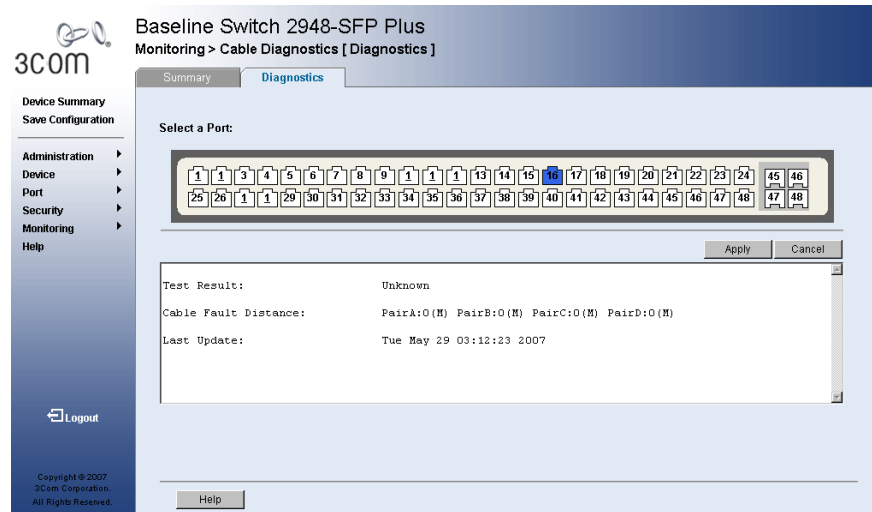 3COM
Baseline Switch 2948-SFP Plus
Monitoring > Cable Diagnostics [ Diagnostics ]
Summary Diagnostics
Device Summary
Save Configuration
Administration
Device
Port
Security
Monitoring
Help
Logout
Copyright © 2007
3Com Corporation.
All Rights Reserved.
Select a Port:
1 1 3 4 5 6 7 8 9 1 1 1 13 14 15 16 17 18 19 20 21 22 23 24 45 46
25 26 1 1 29 30 31 32 33 34 35 36 37 38 39 40 41 42 43 44 45 46 47 48 47 48
Apply Cancel
Test Result: Unknown
Cable Fault Distance: PairA:0(M) PairB:0(M) PairC:0(M) PairD:0(M)
Last Update: Tue May 29 03:12:23 2007
Help